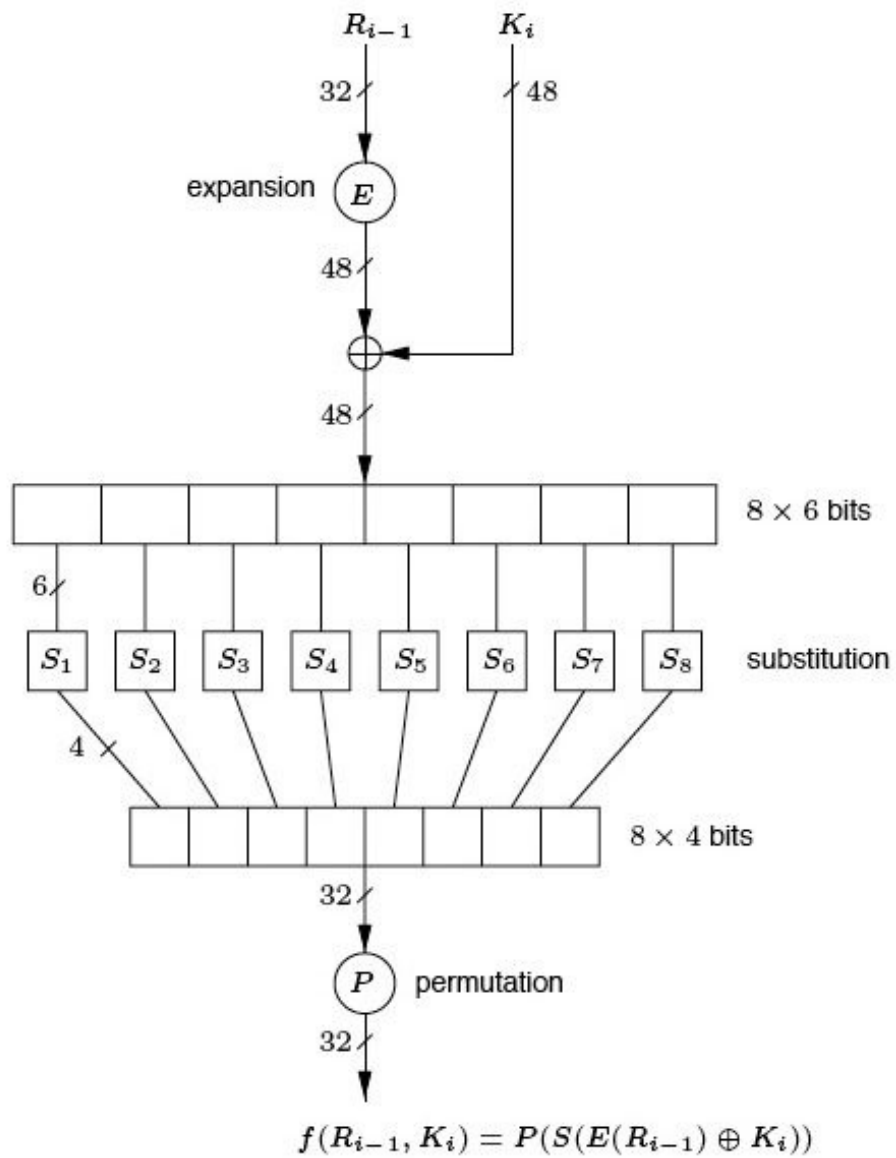 R_{i−1} K_i
32 48
expansion E
48
⊕
48
8 × 6 bits
6
S_1 S_2 S_3 S_4 S_5 S_6 S_7 S_8 substitution
4
8 × 4 bits
32
P permutation
32
f(R_{i−1}, K_i) = P(S(E(R_{i−1}) ⊕ K_i))